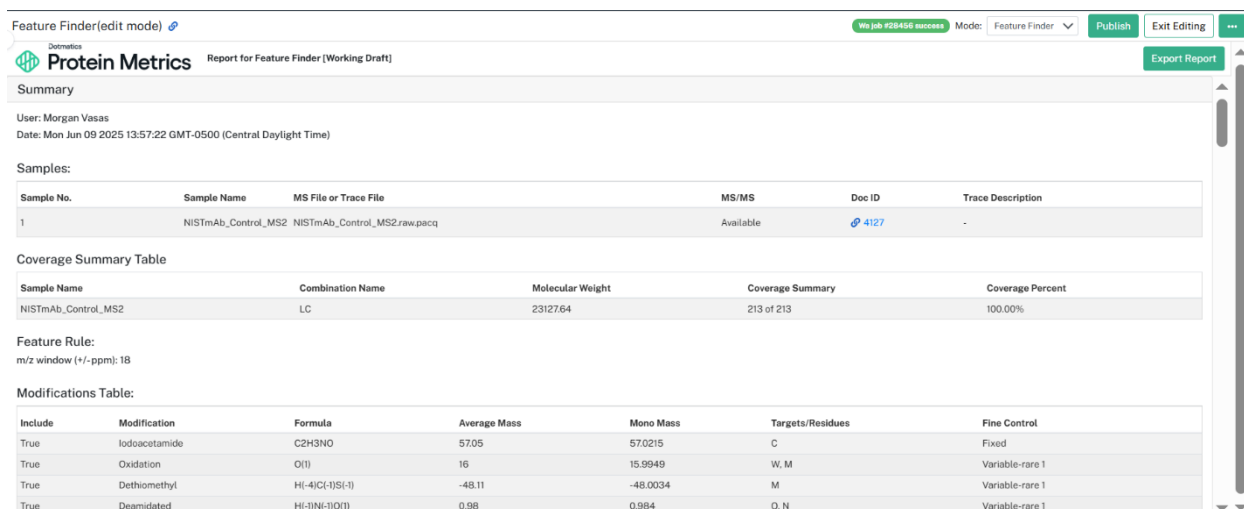 Feature Finder(edit mode)
Wo job #28456 success
Mode: Feature Finder
Publish
Exit Editing
Dotmatics
Protein Metrics
Report for Feature Finder [Working Draft]
Export Report
Summary
User: Morgan Vasas
Date: Mon Jun 09 2025 13:57:22 GMT-0500 (Central Daylight Time)
Samples:
Sample No. Sample Name MS File or Trace File MS/MS Doc ID Trace Description
1 NISTmAb_Control_MS2 NISTmAb_Control_MS2.raw.pacq Available 4127 -
Coverage Summary Table
Sample Name Combination Name Molecular Weight Coverage Summary Coverage Percent
NISTmAb_Control_MS2 LC 23127.64 213 of 213 100.00%
Feature Rule:
m/z window (+/-ppm): 18
Modifications Table:
Include Modification Formula Average Mass Mono Mass Targets/Residues Fine Control
True Iodoacetamide C2H3NO 57.05 57.0215 C Fixed
True Oxidation O(1) 16 15.9949 W, M Variable-rare 1
True Dethiomethyl H(-4)C(-1)S(-1) -48.11 -48.0034 M Variable-rare 1
True Deamidated H(-1)N(-1)O(1) 0.98 0.984 Q, N Variable-rare 1